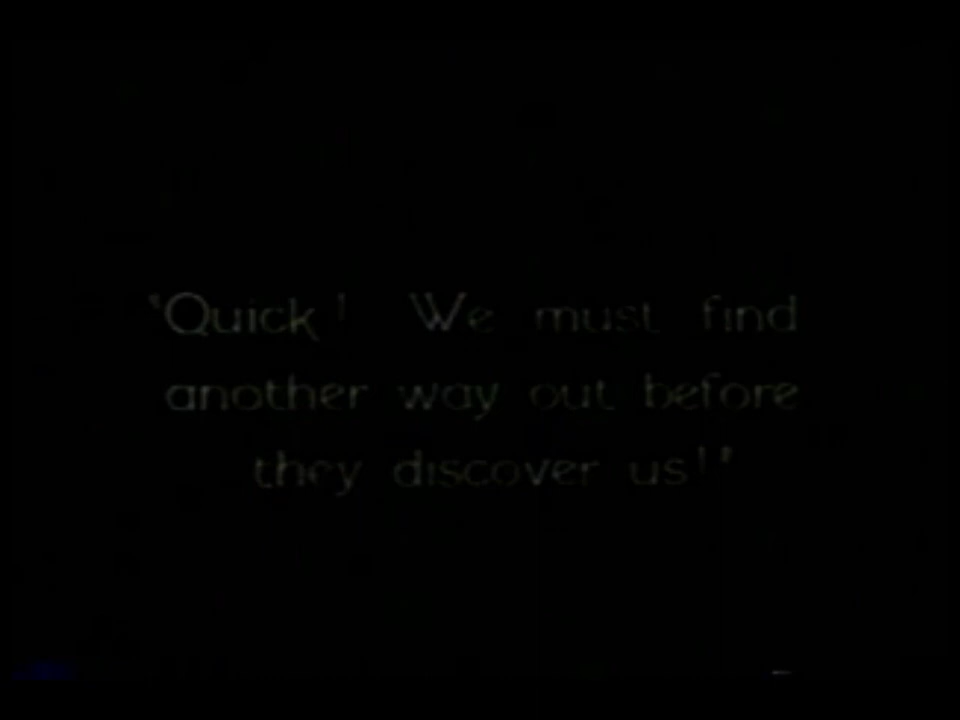 "Quick! We must find
another way out before
they discover us!"